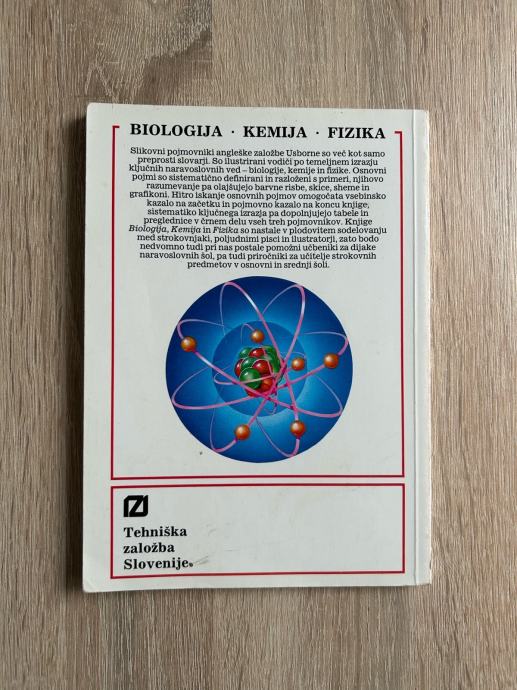 BIOLOGIJA · KEMIJA · FIZIKA
Slikovni pojmovniki angleške založbe Usborne so več kot samo
preprosti slovarji. So ilustrirani vodiči po temeljnem izrazju
ključnih naravoslovnih ved – biologije, kemije in fizike. Osnovni
pojmi so sistematično definirani in razloženi s primeri, njihovo
razumevanje pa olajšujejo barvne risbe, skice, sheme in
grafikoni. Hitro iskanje osnovnih pojmov omogočata vsebinsko
kazalo na začetku in pojmovno kazalo na koncu knjige,
sistematiko ključnega izrazja pa dopolnjujejo tabele in
preglednice v črnem delu vseh treh pojmovnikov. Knjige
Biologija, Kemija in Fizika so nastale v plodovitem sodelovanju
med strokovnjaki, poljudnimi pisci in ilustratorji, zato bodo
nedvomno tudi pri nas postale pomožni učbeniki za dijake
naravoslovnih šol, pa tudi priročniki za učitelje strokovnih
predmetov v osnovni in srednji šoli.
Tehniška
založba
Slovenije